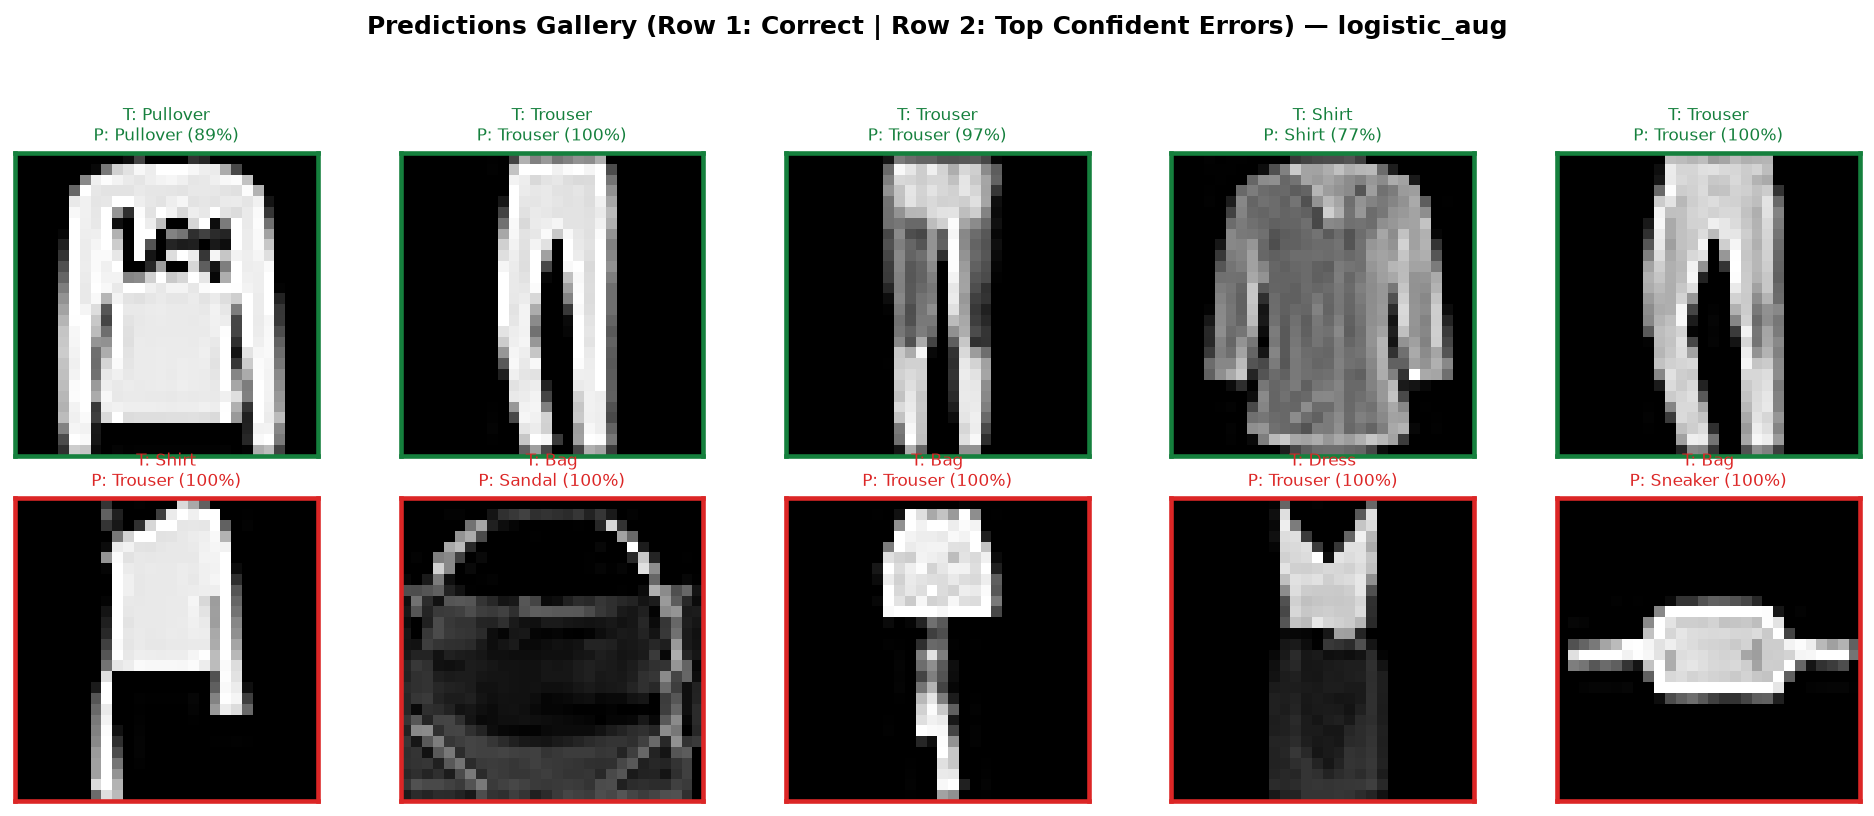 Predictions Gallery (Row 1: Correct | Row 2: Top Confident Errors) — logistic_aug
T: Pullover
P: Pullover (89%)
T: Trouser
P: Trouser (100%)
T: Trouser
P: Trouser (97%)
T: Shirt
P: Shirt (77%)
T: Trouser
P: Trouser (100%)
T: Shirt
P: Trouser (100%)
T: Bag
P: Sandal (100%)
T: Bag
P: Trouser (100%)
T: Dress
P: Trouser (100%)
T: Bag
P: Sneaker (100%)